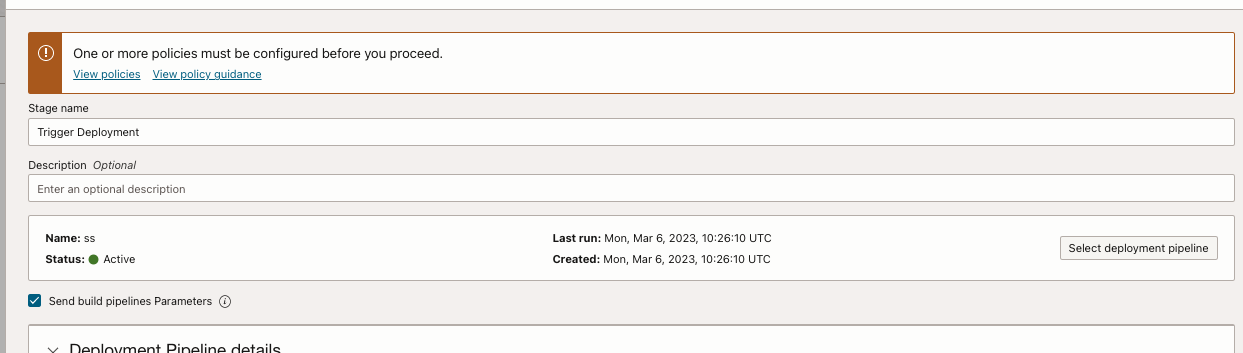 One or more policies must be configured before you proceed.
View policies View policy guidance
Stage name
Trigger Deployment
Description Optional
Enter an optional description
Name: ss
Last run: Mon, Mar 6, 2023, 10:26:10 UTC
Status: Active
Created: Mon, Mar 6, 2023, 10:26:10 UTC
Select deployment pipeline
Send build pipelines Parameters
Deployment Pipeline details